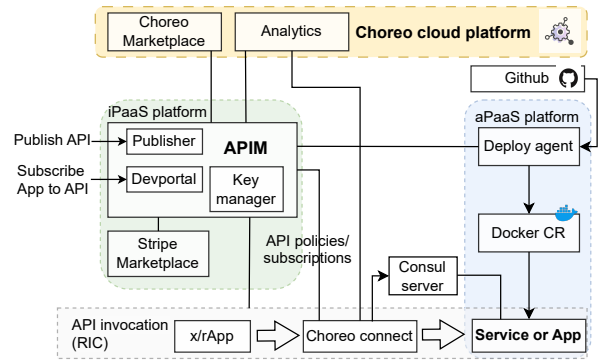 Choreo
Marketplace
Analytics
Choreo cloud platform
Github
iPaaS platform
aPaaS platform
Publish API
Publisher
APIM
Deploy agent
Subscribe
App to API
Devportal
Key
manager
Docker CR
Stripe
Marketplace
API policies/
subscriptions
Consul
server
API invocation
(RIC)
x/rApp
Choreo connect
Service or App